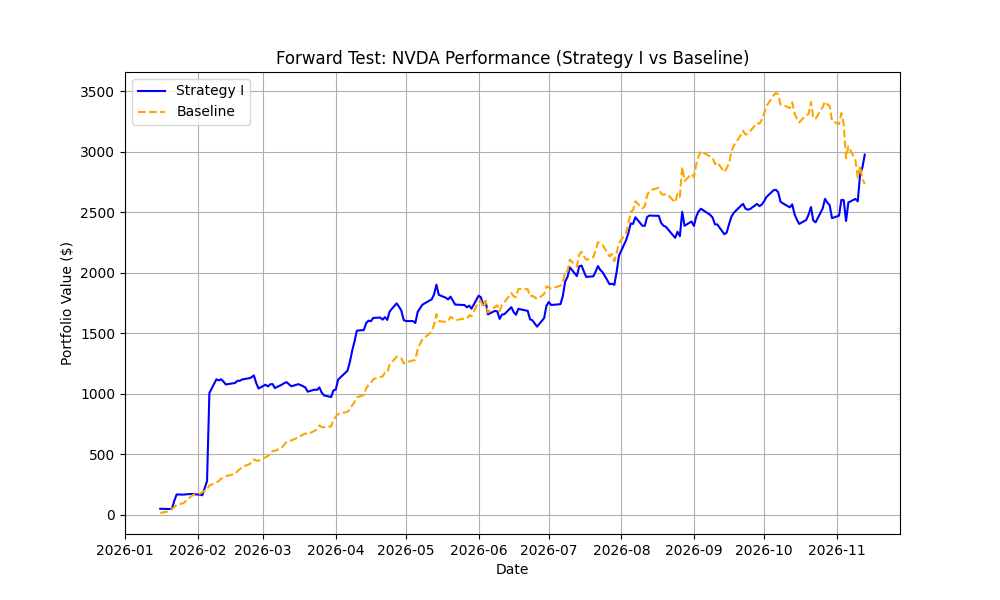 Forward Test: NVDA Performance (Strategy I vs Baseline)
Strategy I
Baseline
Portfolio Value ($)
3500
3000
2500
2000
1500
1000
500
0
2026-01 2026-02 2026-03 2026-04 2026-05 2026-06 2026-07 2026-08 2026-09 2026-10 2026-11
Date